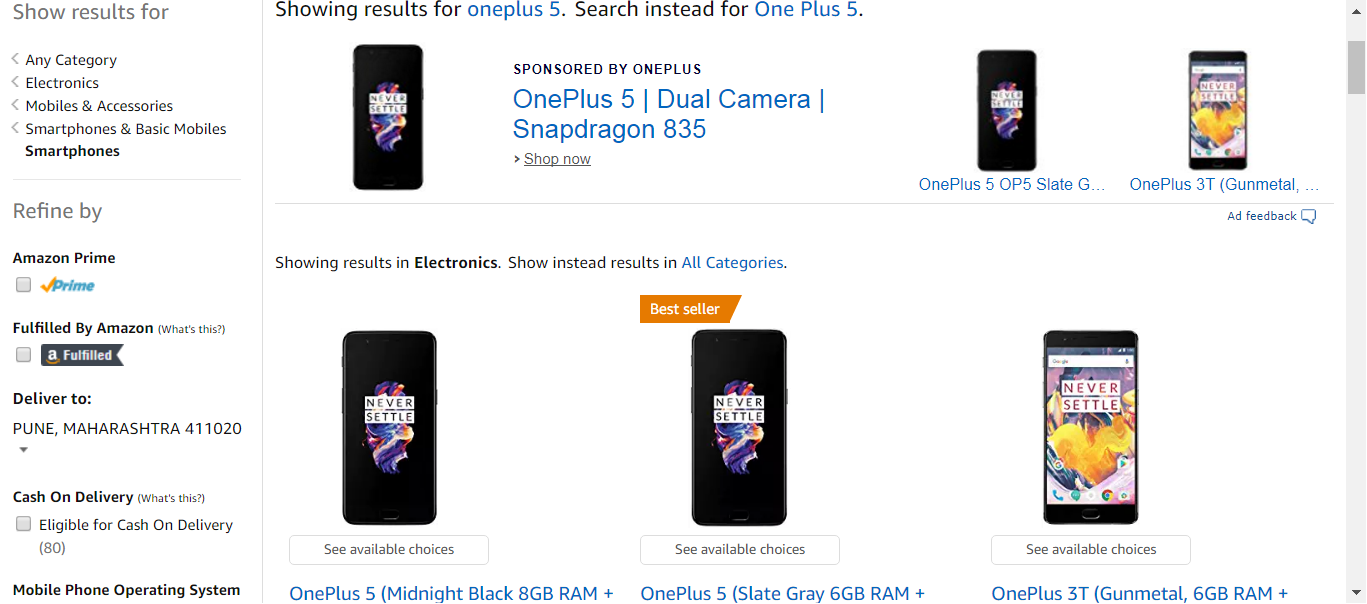 Show results for
Any Category
Electronics
Mobiles & Accessories
Smartphones & Basic Mobiles
Smartphones
Refine by
Amazon Prime
Prime
Fulfilled By Amazon (What's this?)
a Fulfilled
Deliver to:
PUNE, MAHARASHTRA 411020
Cash On Delivery (What's this?)
Eligible for Cash On Delivery
(80)
Mobile Phone Operating System
Showing results for oneplus 5. Search instead for One Plus 5.
NEVER
SETTLE
SPONSORED BY ONEPLUS
OnePlus 5 | Dual Camera |
Snapdragon 835
Shop now
NEVER
SETTLE
OnePlus 5 OP5 Slate G...
NEVER
SETTLE
OnePlus 3T (Gunmetal, ...
Ad feedback
Showing results in Electronics. Show instead results in All Categories.
NEVER
SETTLE
See available choices
OnePlus 5 (Midnight Black 8GB RAM +
Best seller
NEVER
SETTLE
See available choices
OnePlus 5 (Slate Gray 6GB RAM +
Google
NEVER
SETTLE
See available choices
OnePlus 3T (Gunmetal, 6GB RAM +